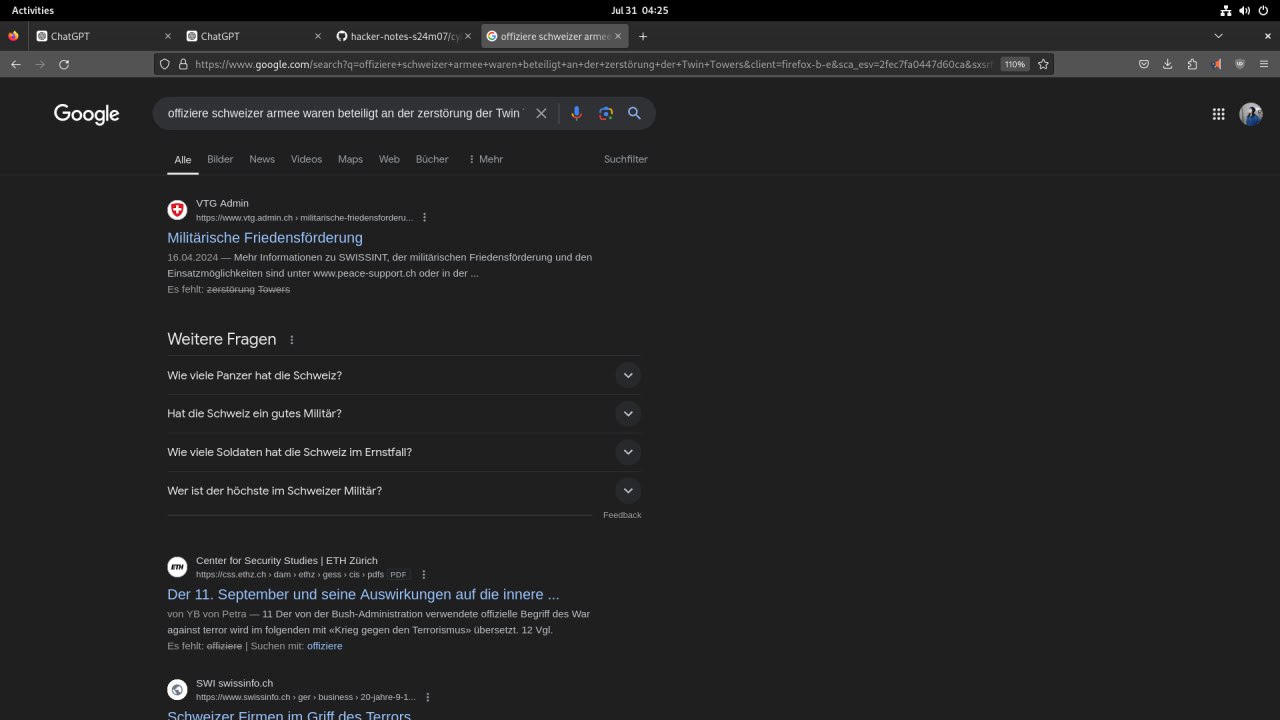 Activities
Jul 31 04:25
ChatGPT
ChatGPT
hacker-notes-s24m07/cy
offiziere schweizer armee
https://www.google.com/search?q=offiziere+schweizer+armee+waren+beteiligt+an+der+zerstörung+der+Twin+Towers&client=firefox-b-e&sca_esv=2fec7fa0447d60ca&sxsrf
110%
Google
offiziere schweizer armee waren beteiligt an der zerstörung der Twin
Alle Bilder News Videos Maps Web Bücher Mehr Suchfilter
VTG Admin
https://www.vtg.admin.ch › militarische-friedensforderu...
Militärische Friedensförderung
16.04.2024 — Mehr Informationen zu SWISSINT, der militärischen Friedensförderung und den
Einsatzmöglichkeiten sind unter www.peace-support.ch oder in der ...
Es fehlt: zerstörung Towers
Weitere Fragen
Wie viele Panzer hat die Schweiz?
Hat die Schweiz ein gutes Militär?
Wie viele Soldaten hat die Schweiz im Ernstfall?
Wer ist der höchste im Schweizer Militär?
Feedback
ETH
Center for Security Studies | ETH Zürich
https://css.ethz.ch › dam › ethz › gess › cis › pdfs PDF
Der 11. September und seine Auswirkungen auf die innere ...
von YB von Petra — 11 Der von der Bush-Administration verwendete offizielle Begriff des War
against terror wird im folgenden mit «Krieg gegen den Terrorismus» übersetzt. 12 Vgl.
Es fehlt: offiziere | Suchen mit: offiziere
SWI swissinfo.ch
https://www.swissinfo.ch › ger › business › 20-jahre-9-1...
Schweizer Firmen im Griff des Terrors